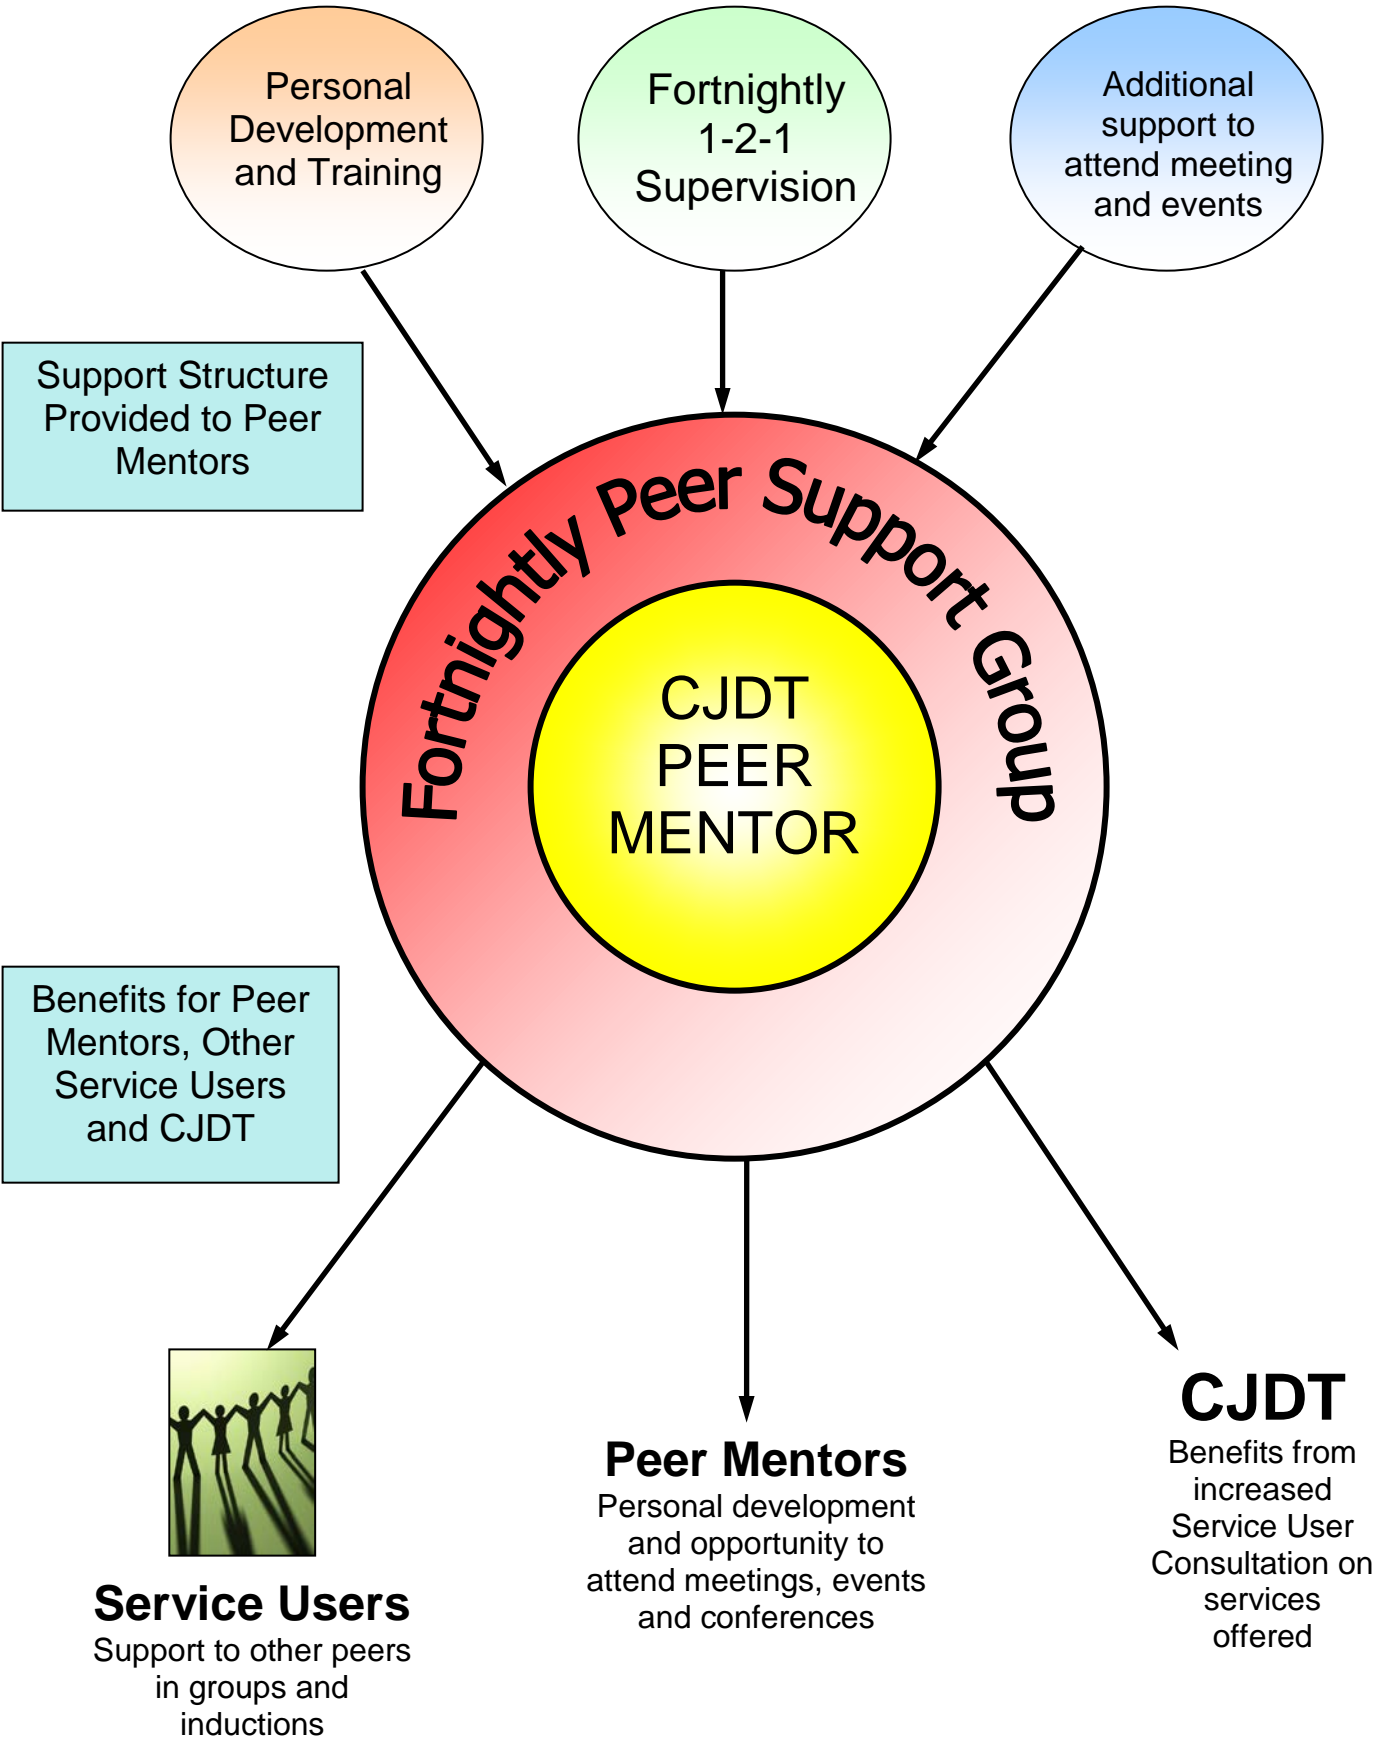 Personal
Development
and Training
Fortnightly
1-2-1
Supervision
Additional
support to
attend meeting
and events
Support Structure
Provided to Peer
Mentors
Fortnightly Peer Support Group
CJDT
PEER
MENTOR
Benefits for Peer
Mentors, Other
Service Users
and CJDT
Service Users
Support to other peers
in groups and
inductions
Peer Mentors
Personal development
and opportunity to
attend meetings, events
and conferences
CJDT
Benefits from
increased
Service User
Consultation on
services
offered